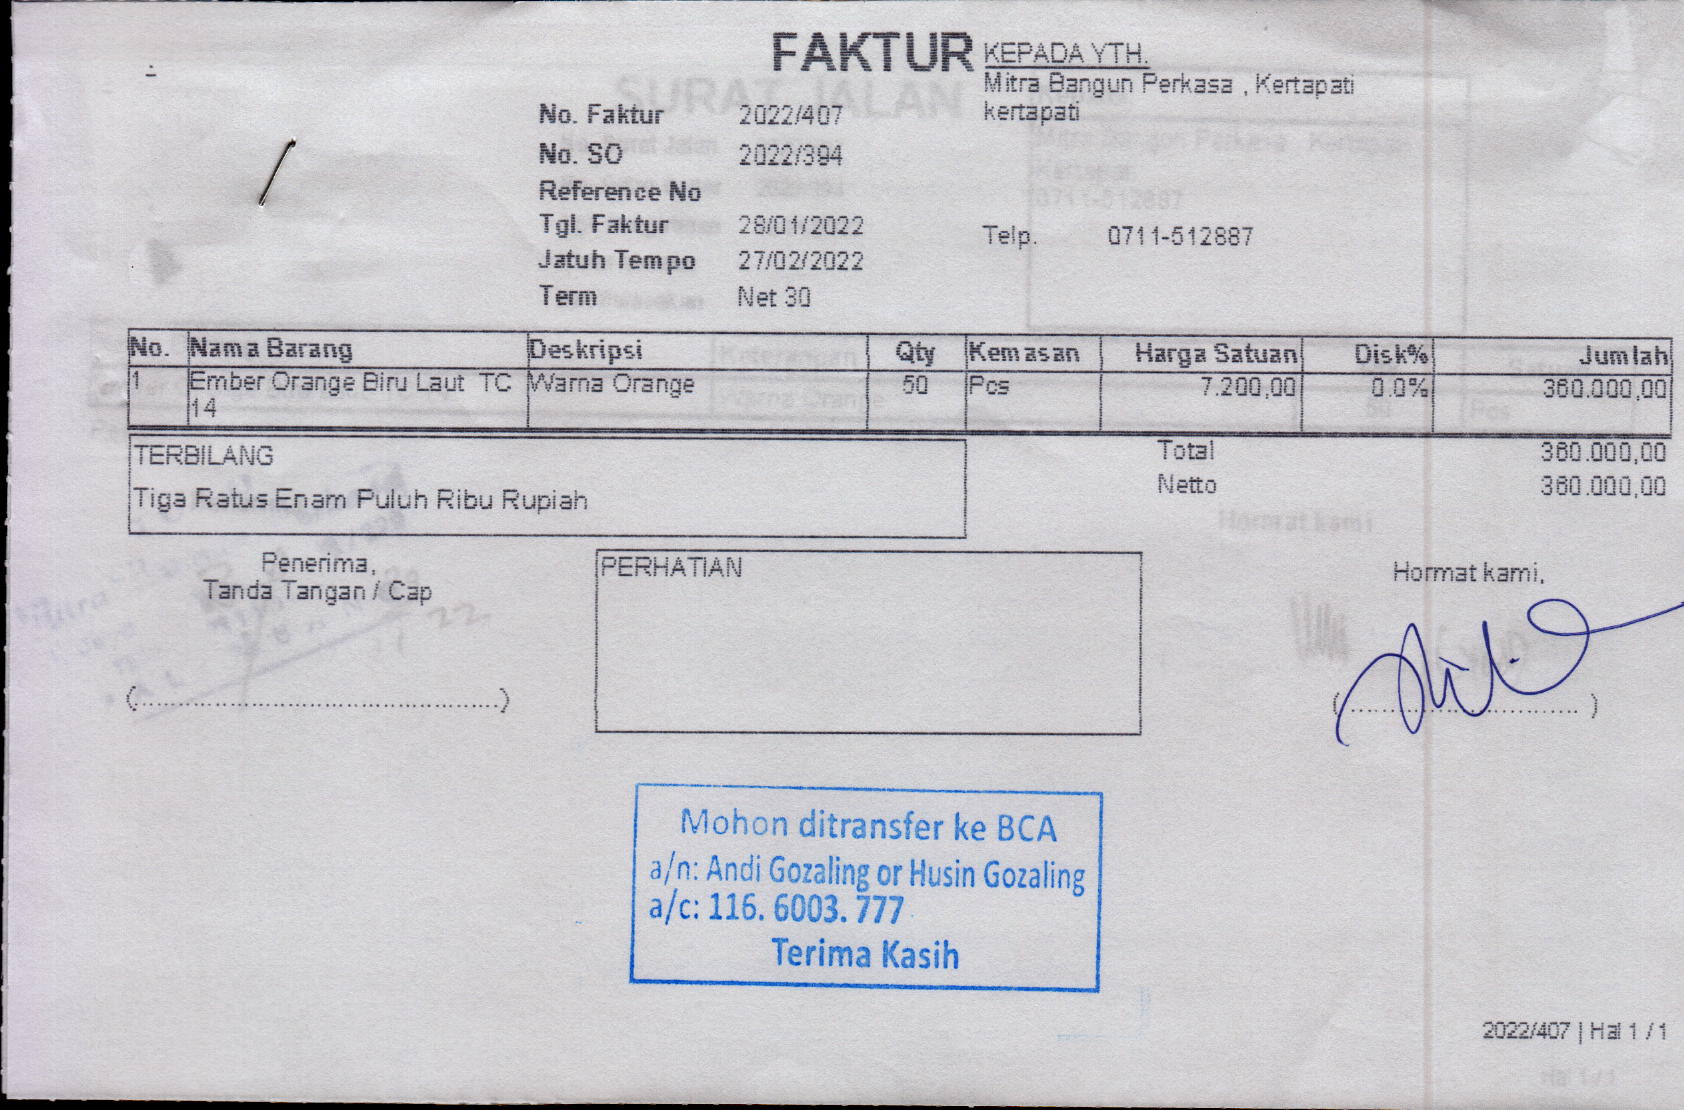 FAKTUR
KEPADA YTH.
Mitra Bangun Perkasa , Kertapati
kertapati
No. Faktur 2022/407
No. SO 2022/394
Reference No
Tgl. Faktur 28/01/2022
Telp. 0711-512887
Jatuh Tempo 27/02/2022
Term Net 30
No. Nama Barang Deskripsi Qty Kemasan Harga Satuan Disk% Jumlah
1 Ember Orange Biru Laut TC Warna Orange 50 Pcs 7.200,00 0.0% 360.000,00
14
TERBILANG
Total 360.000,00
Tiga Ratus Enam Puluh Ribu Rupiah
Netto 360.000,00
Penerima,
Tanda Tangan / Cap
PERHATIAN
Hormat kami,
(....................................................)
(................................)
Mohon ditransfer ke BCA
a/n: Andi Gozaling or Husin Gozaling
a/c: 116. 6003. 777
Terima Kasih
2022/407 | Hal 1 / 1